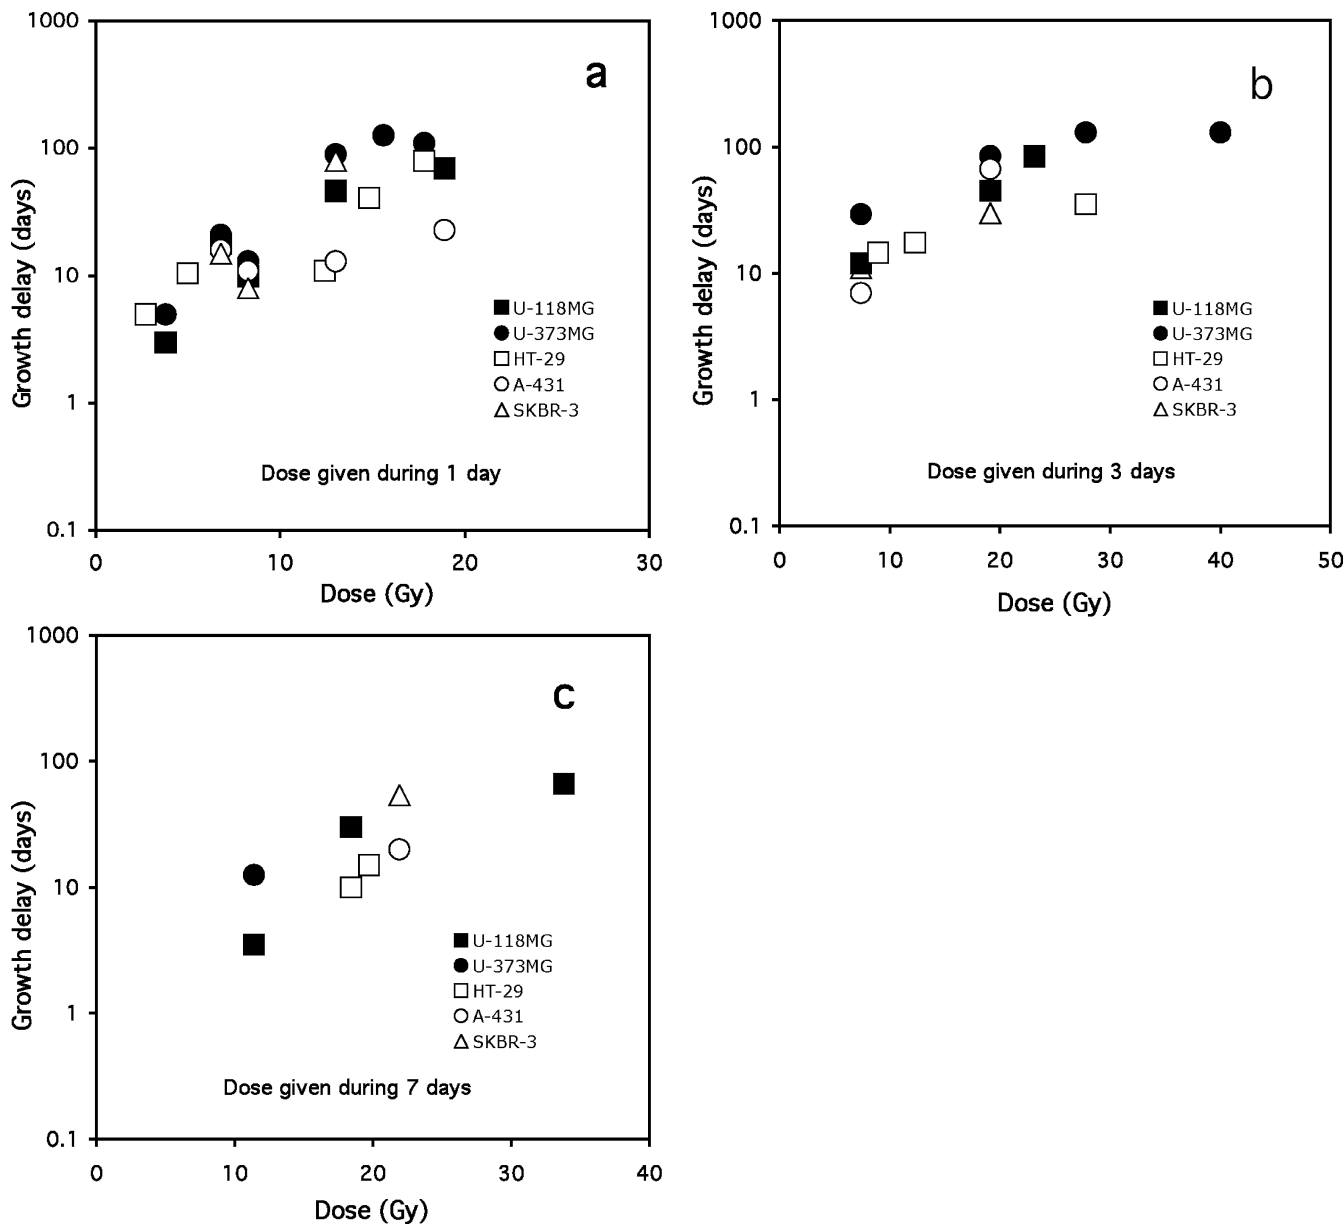 1000
100
10
1
0.1
Growth delay (days)
a
U-118MG
U-373MG
HT-29
A-431
SKBR-3
Dose given during 1 day
0 10 20 30
Dose (Gy)
1000
100
10
1
0.1
Growth delay (days)
b
U-118MG
U-373MG
HT-29
A-431
SKBR-3
Dose given during 3 days
0 10 20 30 40 50
Dose (Gy)
1000
100
10
1
0.1
Growth delay (days)
c
U-118MG
U-373MG
HT-29
A-431
SKBR-3
Dose given during 7 days
0 10 20 30 40
Dose (Gy)